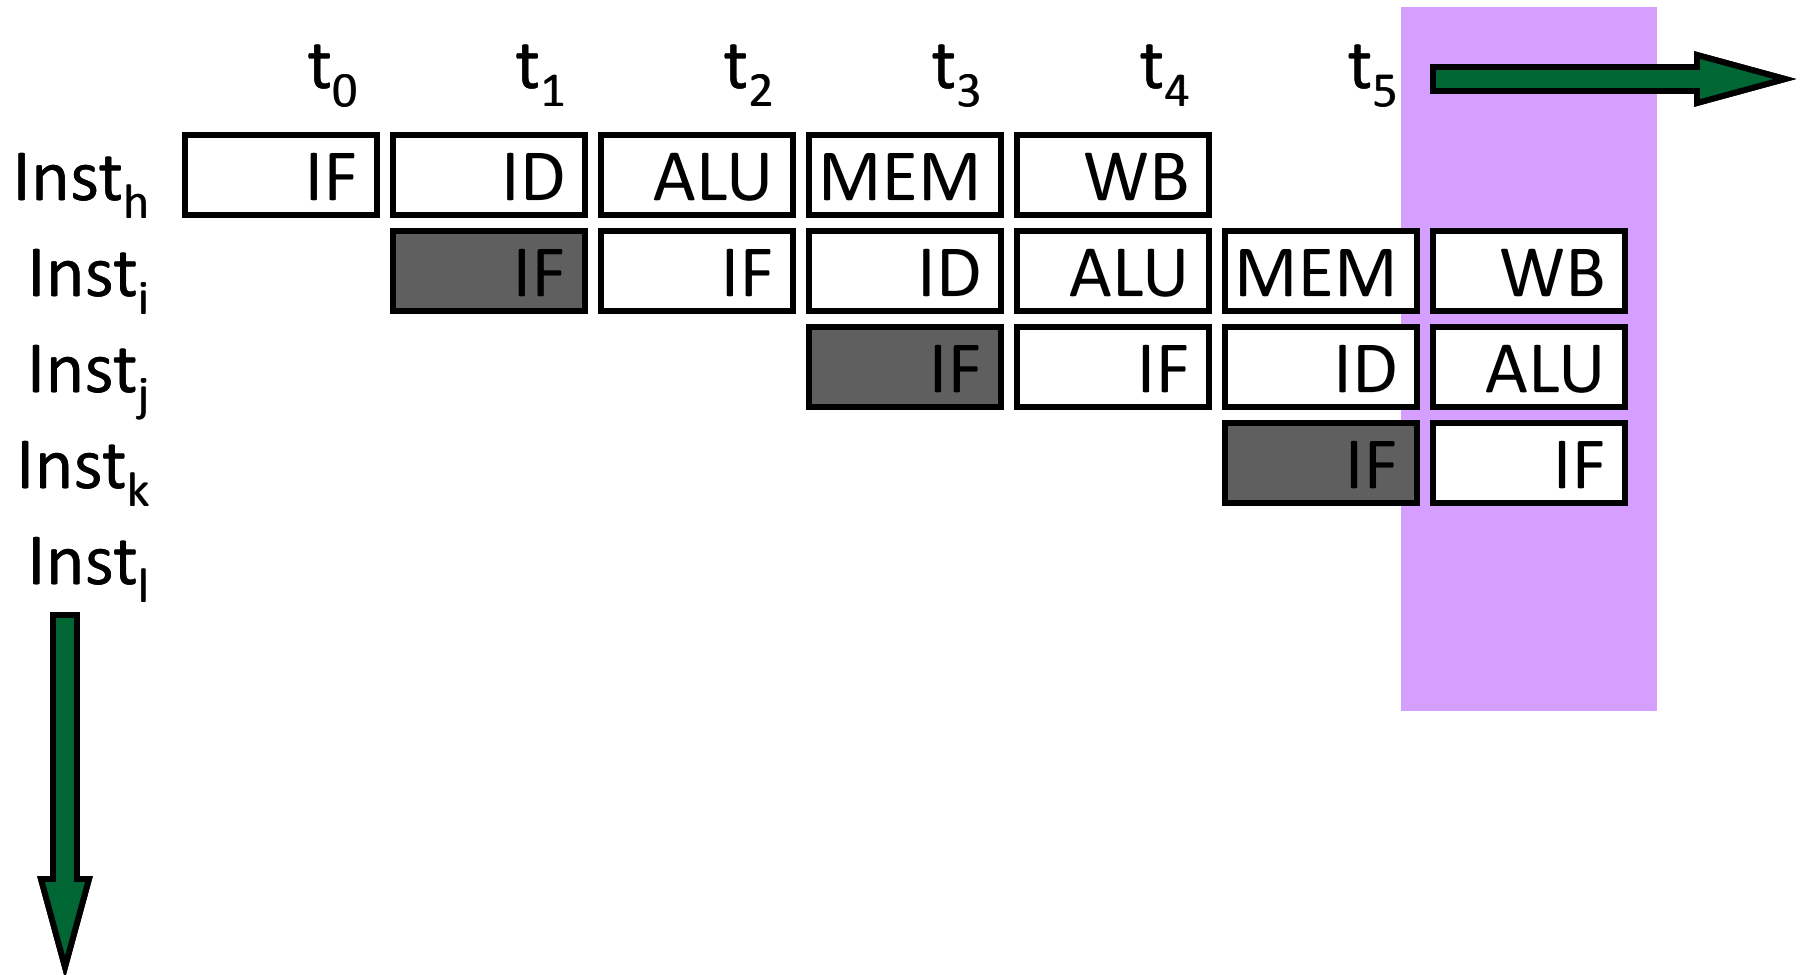 t₀ t₁ t₂ t₃ t₄ t₅
Instₕ IF ID ALU MEM WB
Instᵢ IF IF ID ALU MEM WB
Instⱼ IF IF ID ALU
Instₖ IF IF
Instₗ